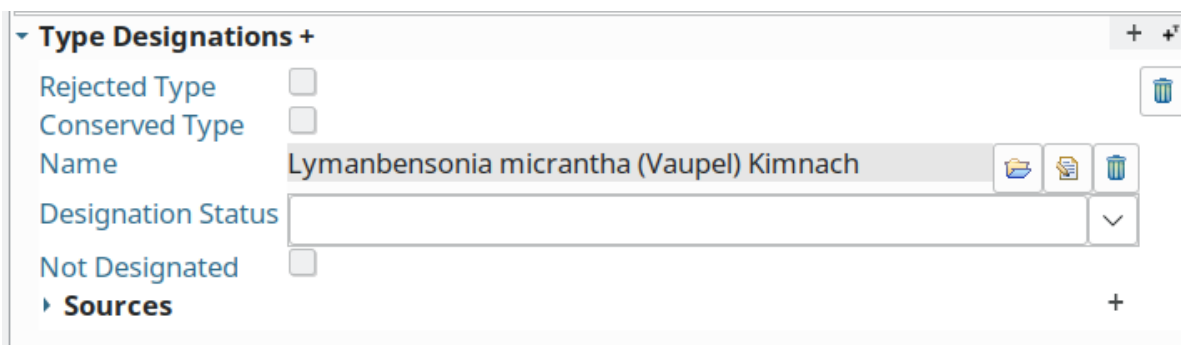 Type Designations +
Rejected Type
Conserved Type
Name Lymanbensonia micrantha (Vaupel) Kimnach
Designation Status
Not Designated
Sources +